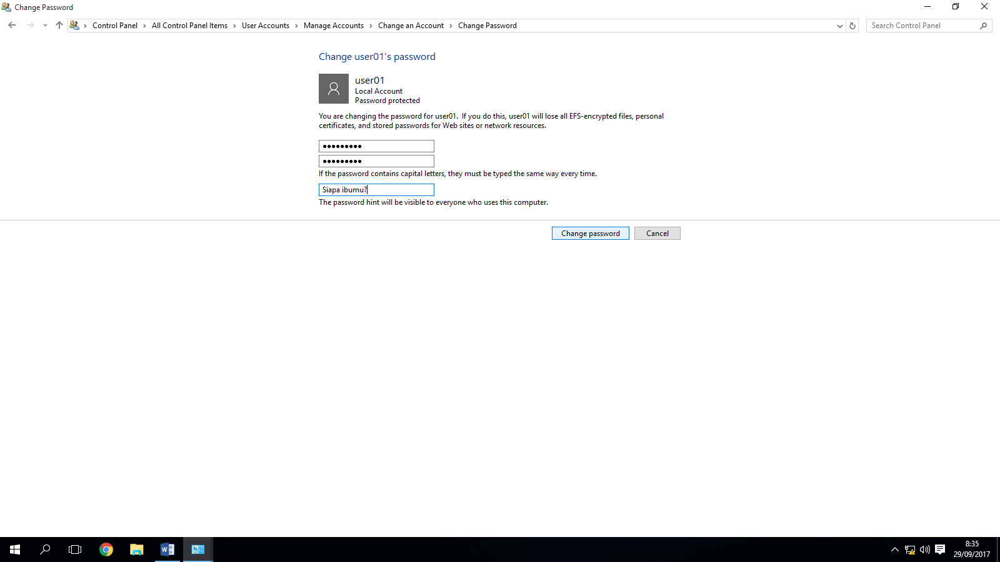 Change Password
Control Panel > All Control Panel Items > User Accounts > Manage Accounts > Change an Account > Change Password
Search Control Panel
Change user01's password
user01
Local Account
Password protected
You are changing the password for user01.  If you do this, user01 will lose all EFS-encrypted files, personal
certificates, and stored passwords for Web sites or network resources.
If the password contains capital letters, they must be typed the same way every time.
Siapa ibumu?
The password hint will be visible to everyone who uses this computer.
Change password
Cancel
8:35
29/09/2017